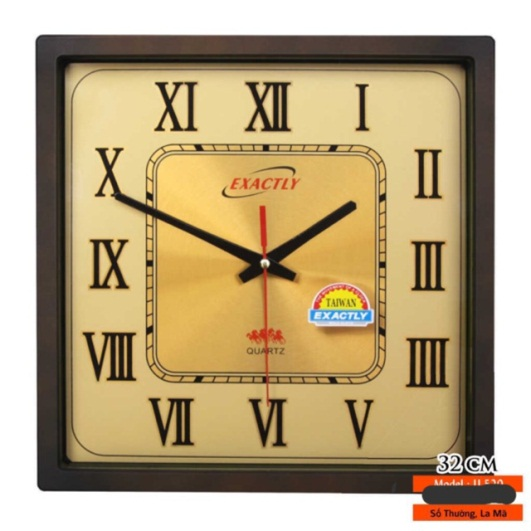 XI XII I
X II
EXACTLY
IX III
TAIWAN
EXACTLY
QUARTZ
VIII IIII
VII VI V
32 CM
Số Thường, La Mã